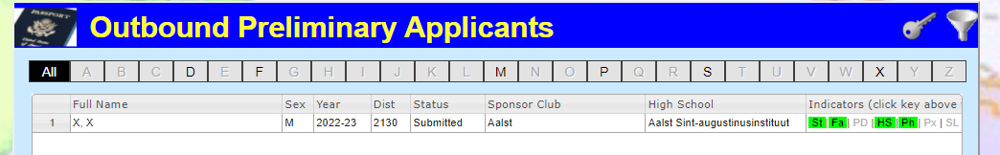 PASSPORT
Outbound Preliminary Applicants
All A B C D E F G H I J K L M N O P Q R S T U V W X Y Z
Full Name Sex Year Dist Status Sponsor Club High School Indicators (click key above
1 X, X M 2022-23 2130 Submitted Aalst Aalst Sint-augustinusinstituut St| Fa| PD | HS| Ph| Px | SL